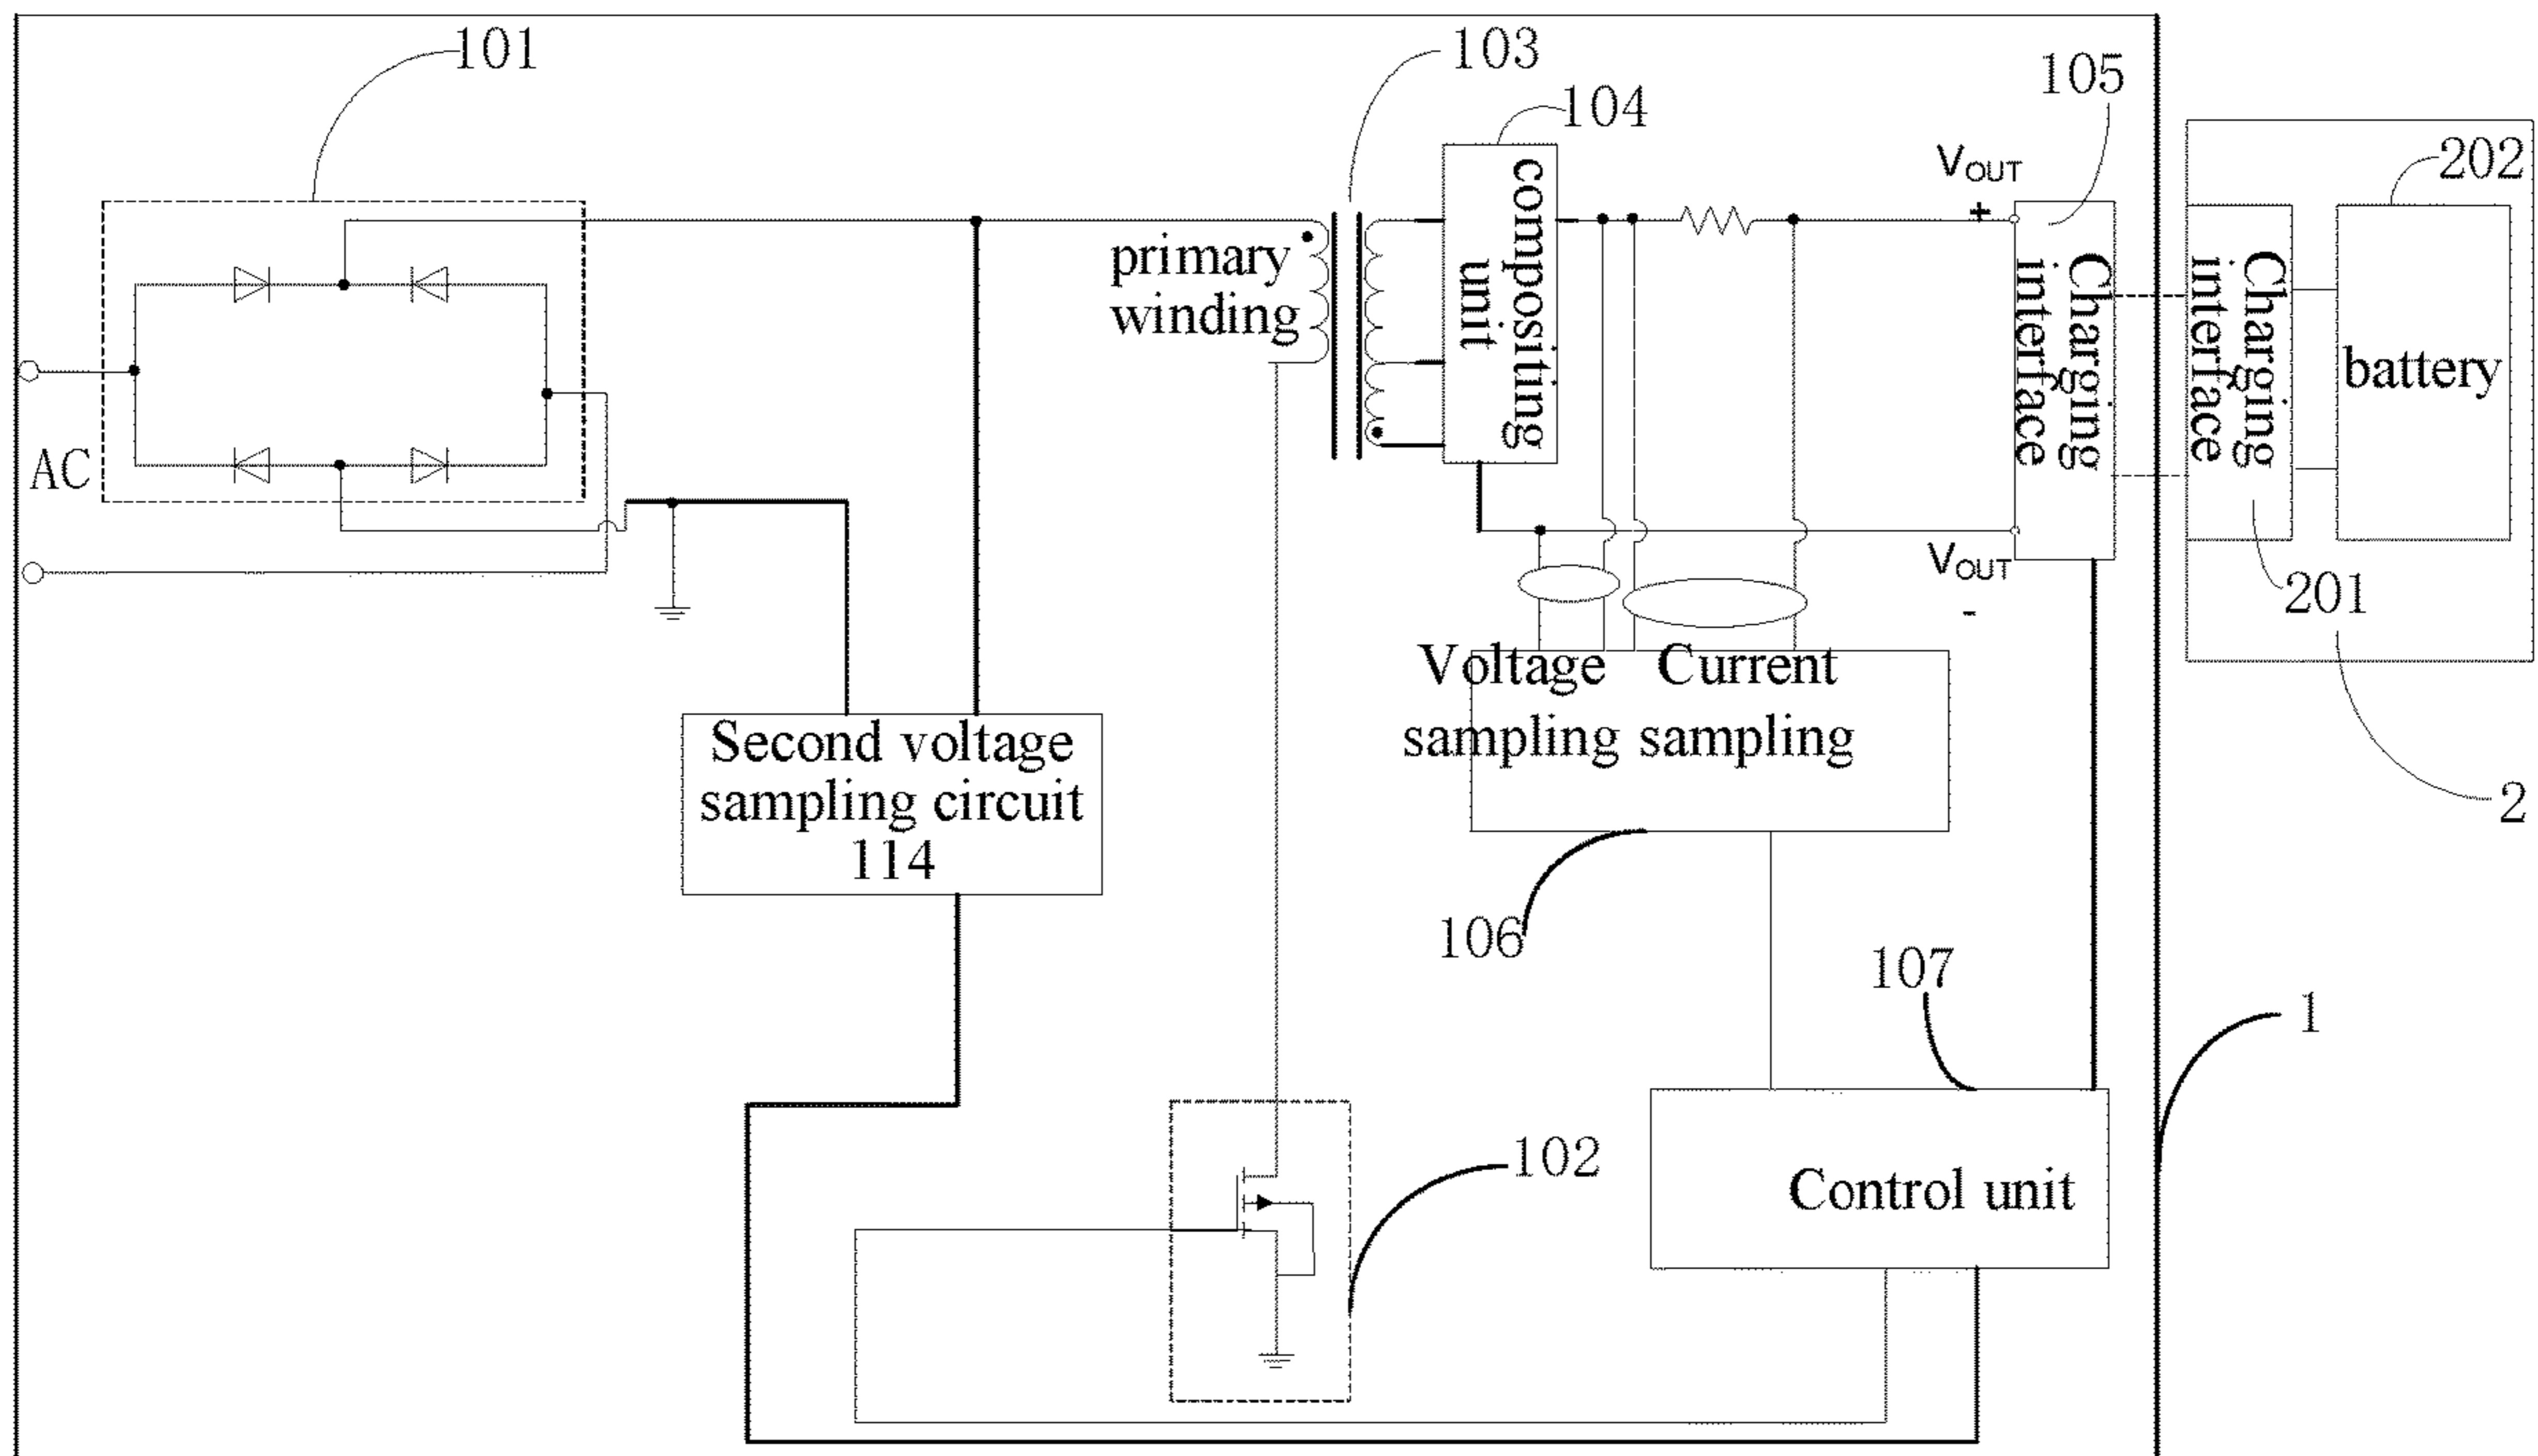 101
103
104
105
202
VOUT
+
primary
winding
compositing
unit
Charging
interface
Charging
interface
battery
AC
VOUT
-
201
2
Voltage Current
sampling sampling
Second voltage
sampling circuit
114
106
107
1
102
Control unit